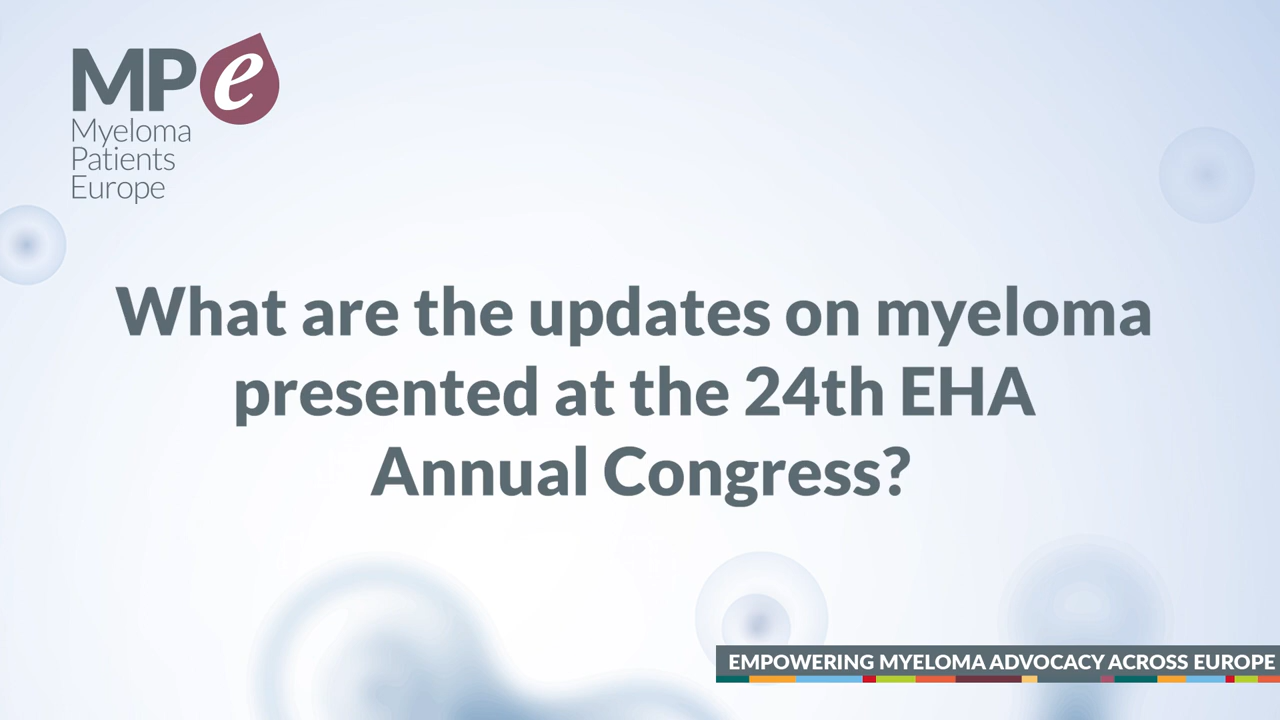 MPe
Myeloma
Patients
Europe
What are the updates on myeloma
presented at the 24th EHA
Annual Congress?
EMPOWERING MYELOMA ADVOCACY ACROSS EUROPE